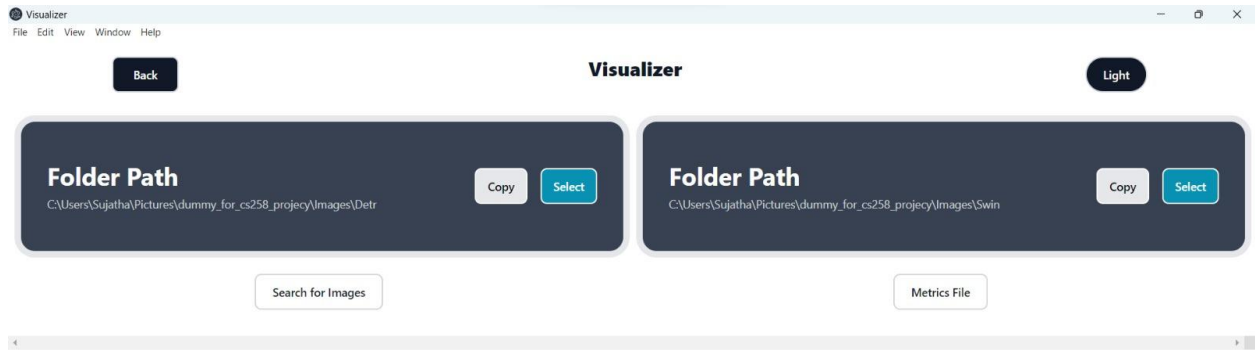 Visualizer
File Edit View Window Help
Back
Visualizer
Light
Folder Path
C:\Users\Sujatha\Pictures\dummy_for_cs258_projecy\Images\Detr
Copy
Select
Folder Path
C:\Users\Sujatha\Pictures\dummy_for_cs258_projecy\Images\Swin
Copy
Select
Search for Images
Metrics File